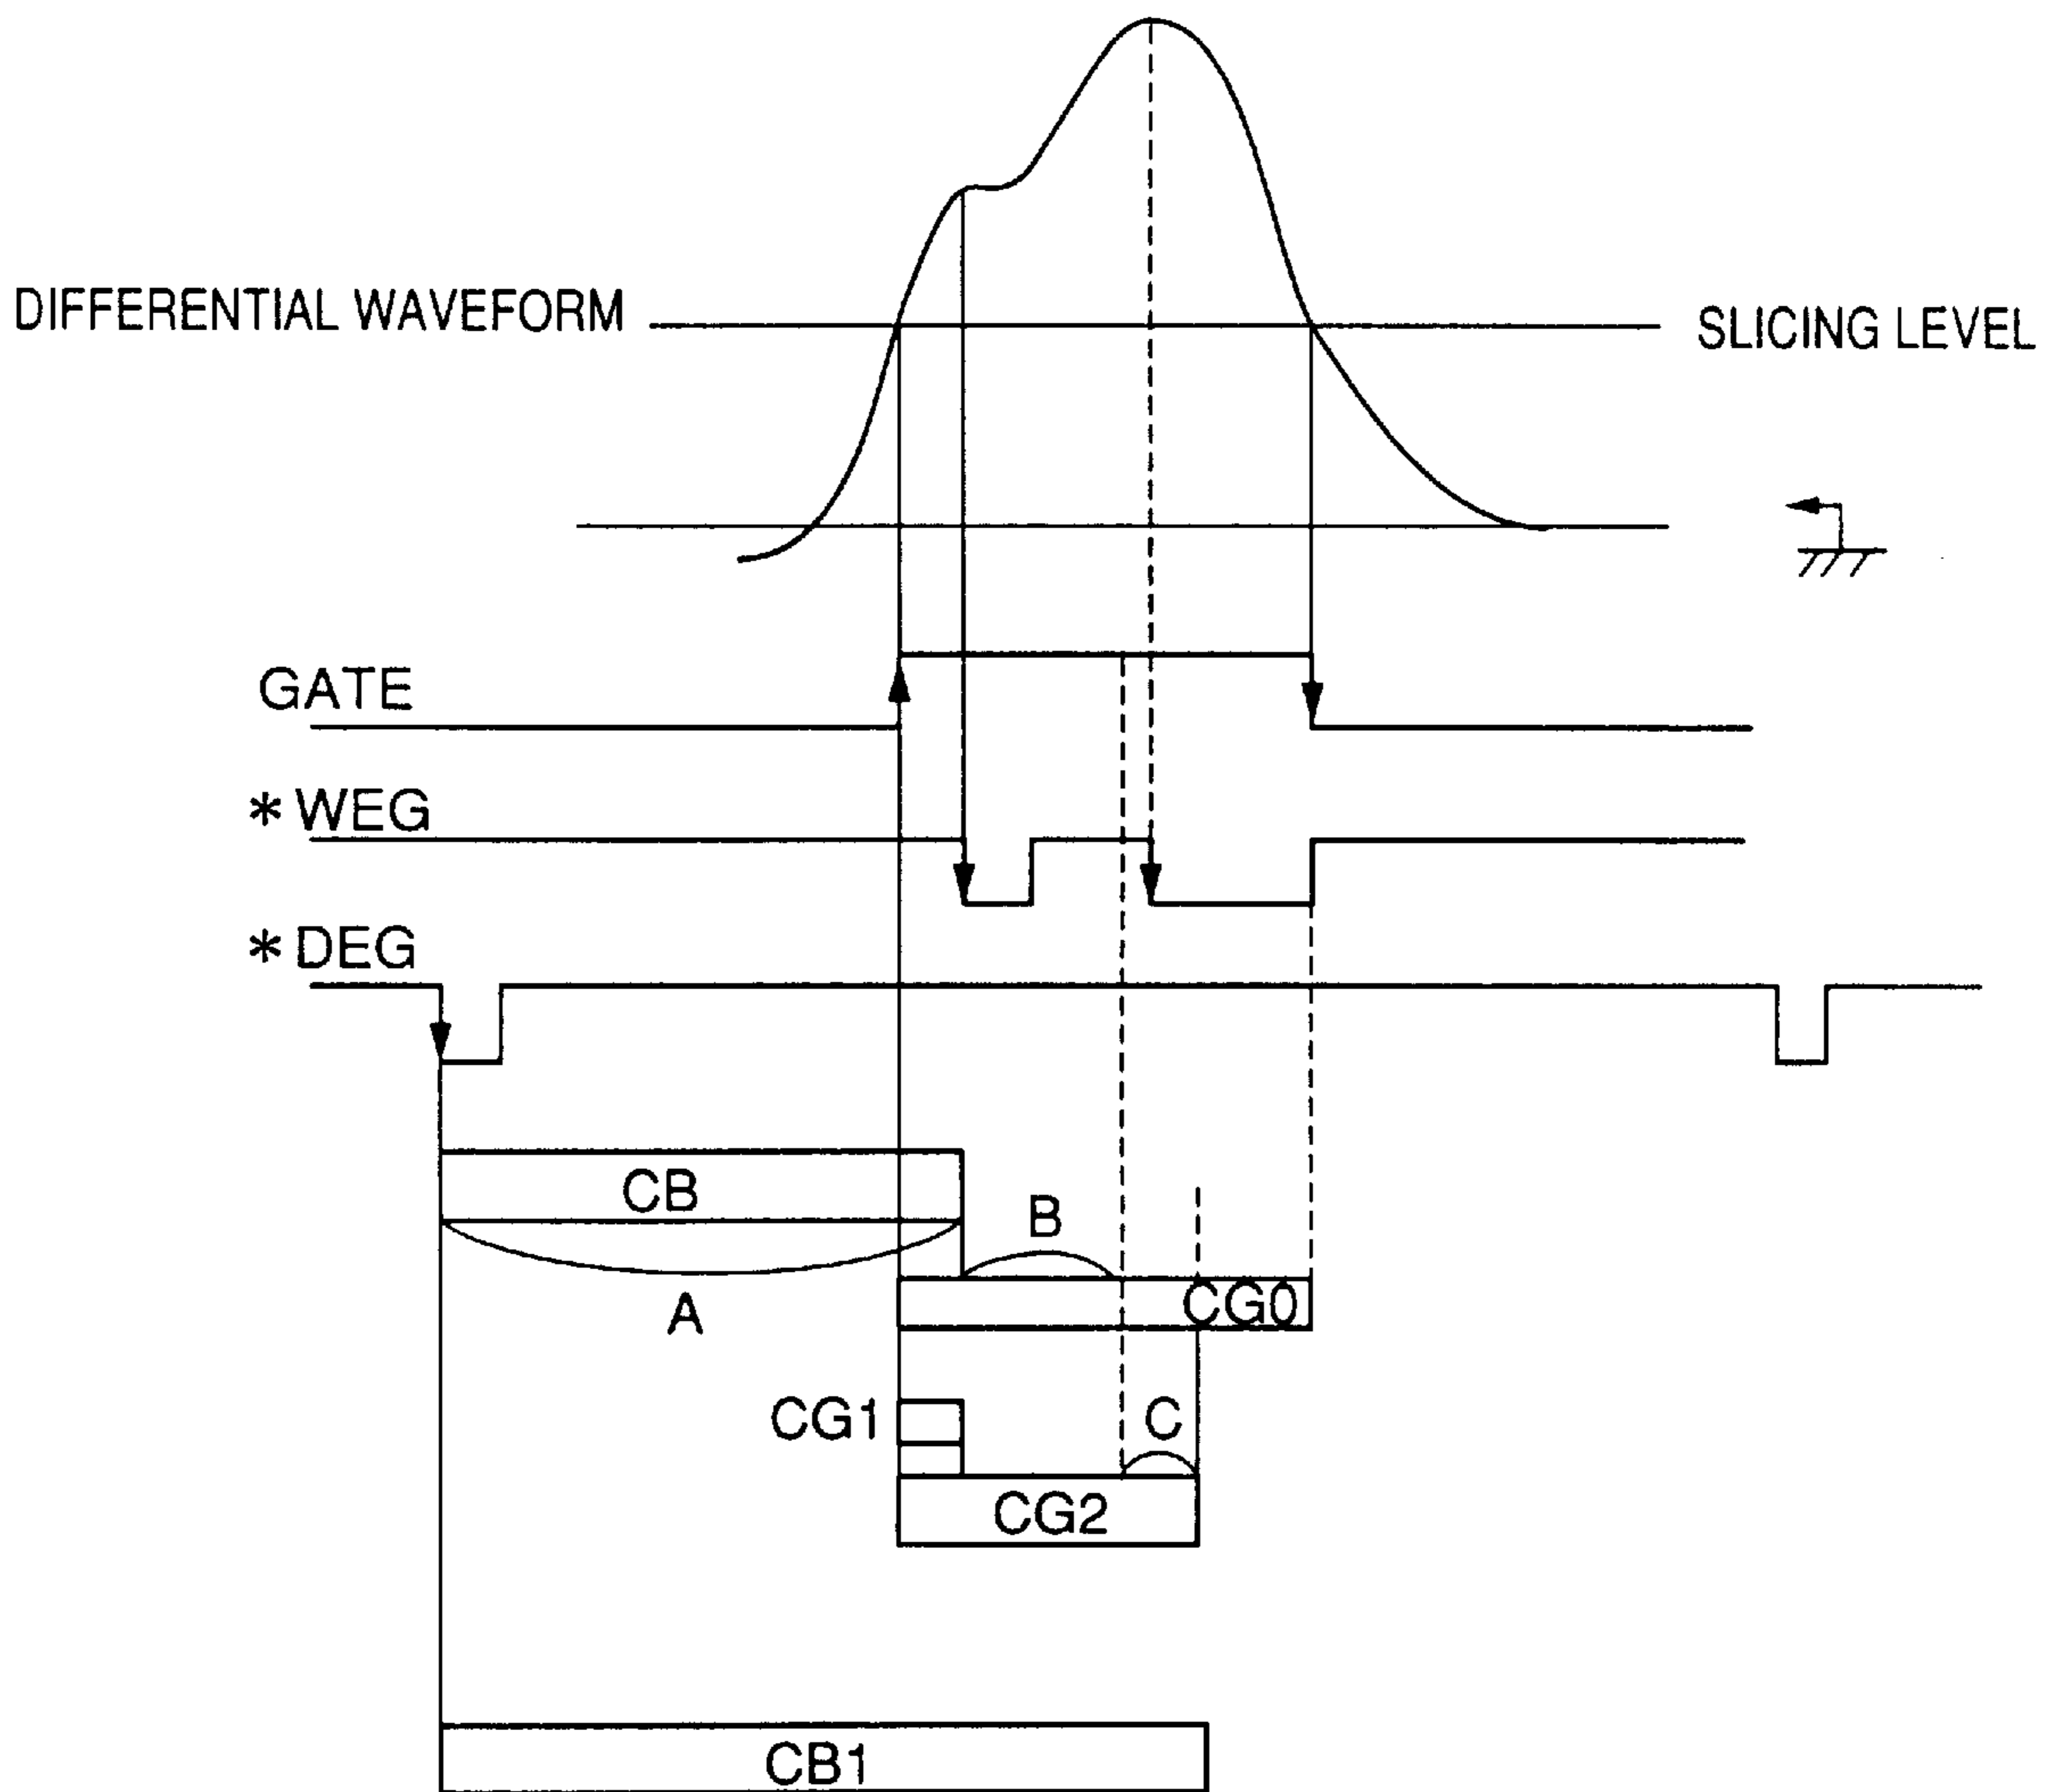 DIFFERENTIAL WAVEFORM
SLICING LEVEL
GATE
* WEG
* DEG
CB
B
A
CG0
CG1
C
CG2
CB1